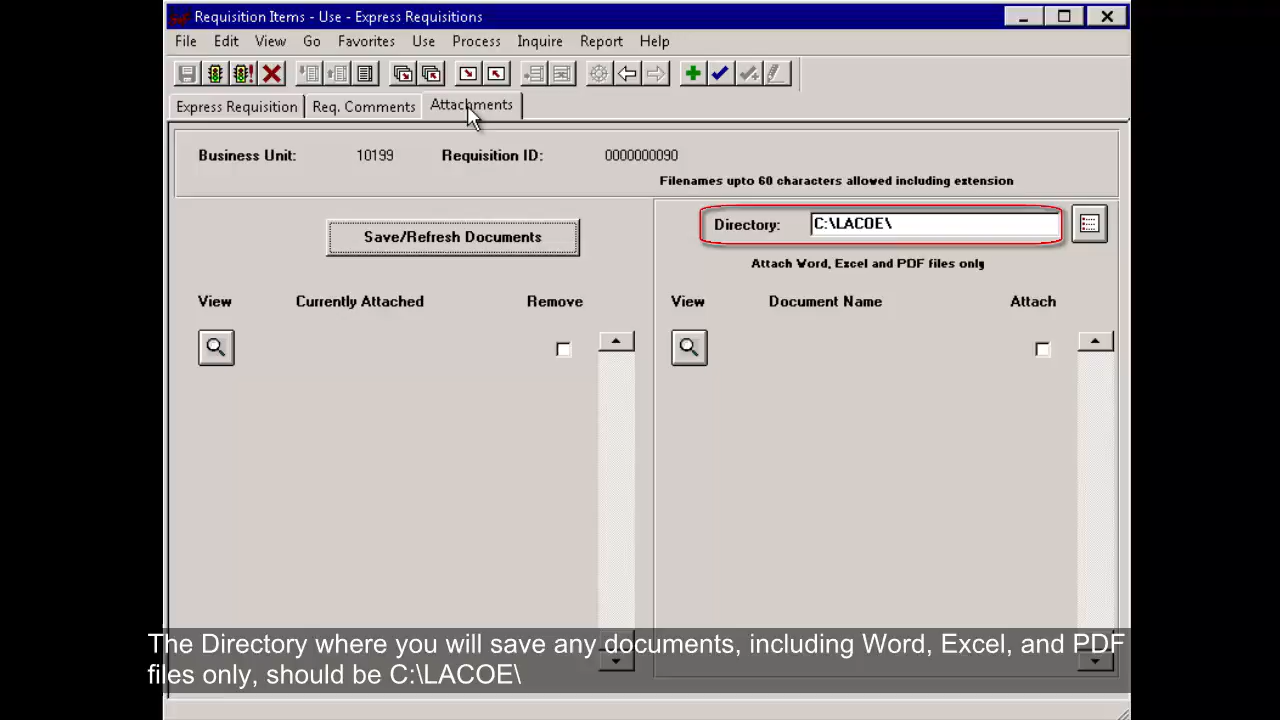 Requisition Items - Use - Express Requisitions
File Edit View Go Favorites Use Process Inquire Report Help
Express Requisition Req. Comments Attachments
Business Unit: 10199 Requisition ID: 0000000090
Filenames upto 60 characters allowed including extension
Save/Refresh Documents
Directory: C:\LACOE\
Attach Word, Excel and PDF files only
View Currently Attached Remove
View Document Name Attach
The Directory where you will save any documents, including Word, Excel, and PDF
files only, should be C:\LACOE\